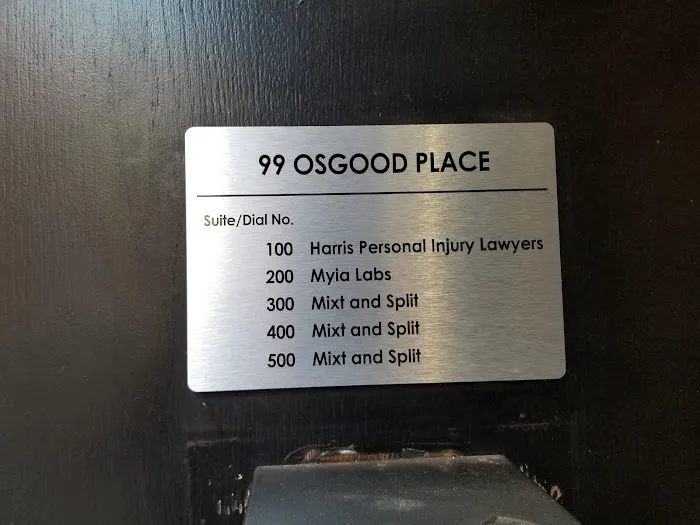 99 OSGOOD PLACE
Suite/Dial No.
100 Harris Personal Injury Lawyers
200 Myia Labs
300 Mixt and Split
400 Mixt and Split
500 Mixt and Split